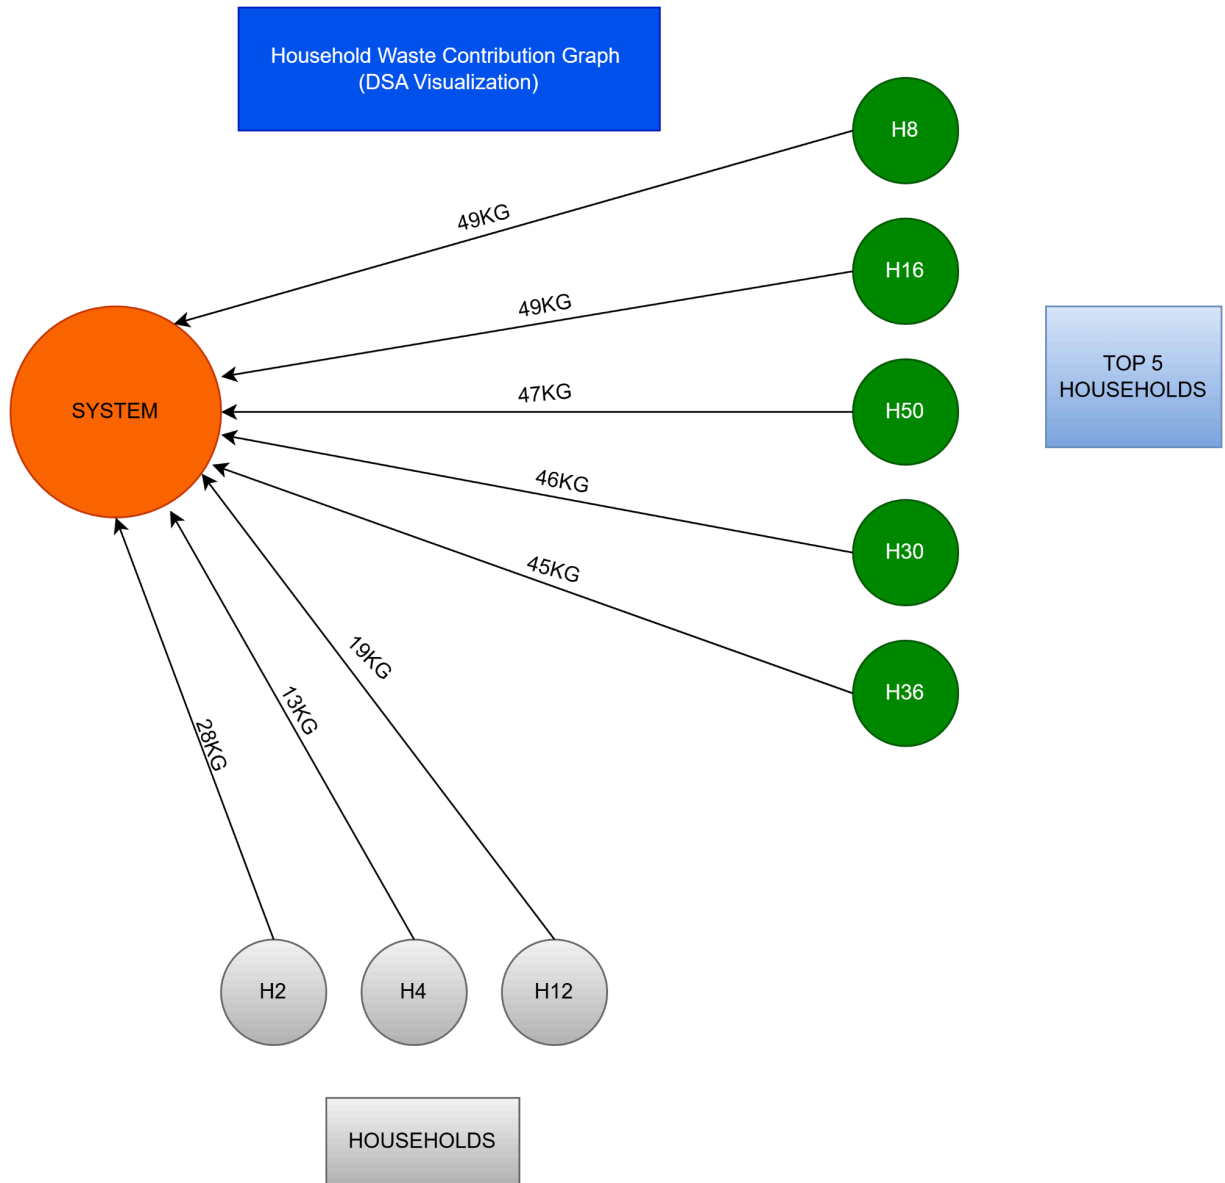 Household Waste Contribution Graph
(DSA Visualization)
H8
49KG
H16
49KG
SYSTEM
47KG
H50
TOP 5
HOUSEHOLDS
46KG
H30
45KG
H36
19KG
13KG
28KG
H2
H4
H12
HOUSEHOLDS